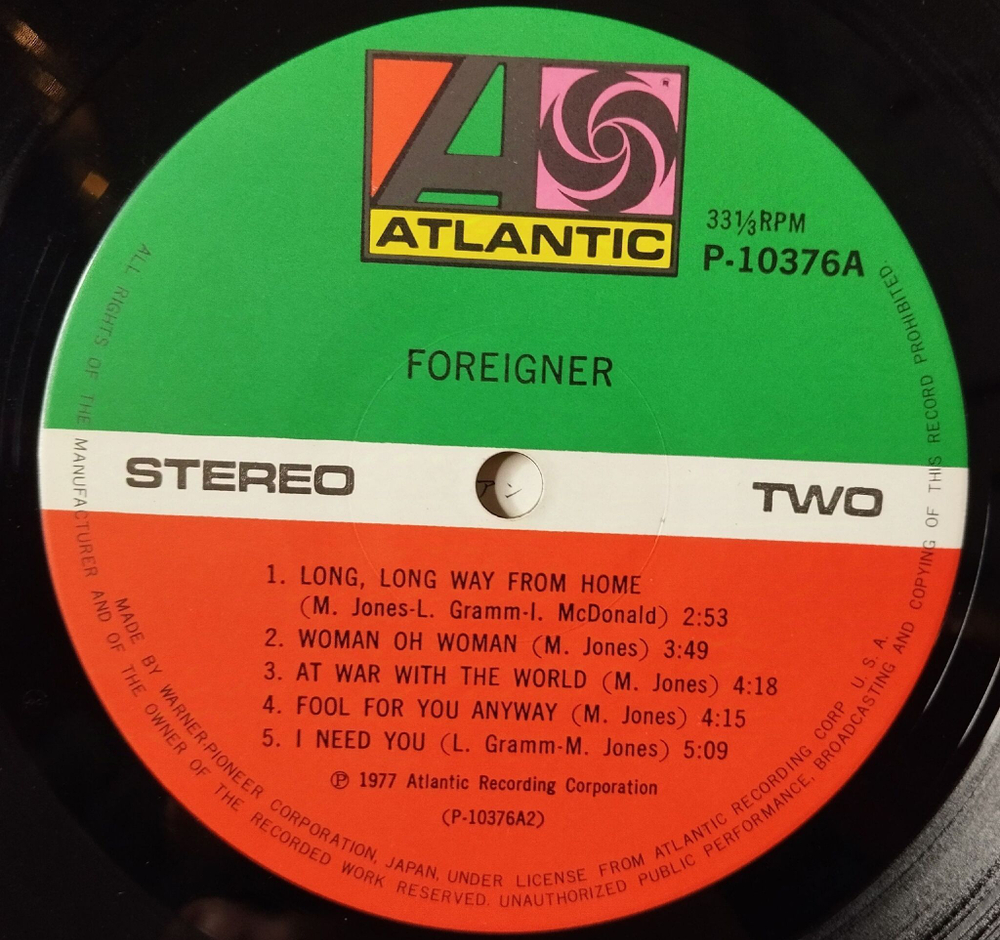 ATLANTIC
33⅓RPM
P-10376A
FOREIGNER
STEREO
TWO
アン
1. LONG, LONG WAY FROM HOME
(M. Jones-L. Gramm-I. McDonald) 2:53
2. WOMAN OH WOMAN (M. Jones) 3:49
3. AT WAR WITH THE WORLD (M. Jones) 4:18
4. FOOL FOR YOU ANYWAY (M. Jones) 4:15
5. I NEED YOU (L. Gramm-M. Jones) 5:09
Ⓟ 1977 Atlantic Recording Corporation
(P-10376A2)
MADE BY WARNER-PIONEER CORPORATION, JAPAN, UNDER LICENSE FROM ATLANTIC RECORDING CORP U. S. A.
ALL RIGHTS OF THE MANUFACTURER AND OF THE OWNER OF THE RECORDED WORK RESERVED. UNAUTHORIZED PUBLIC PERFORMANCE, BROADCASTING AND COPYING OF THIS RECORD PROHIBITED.